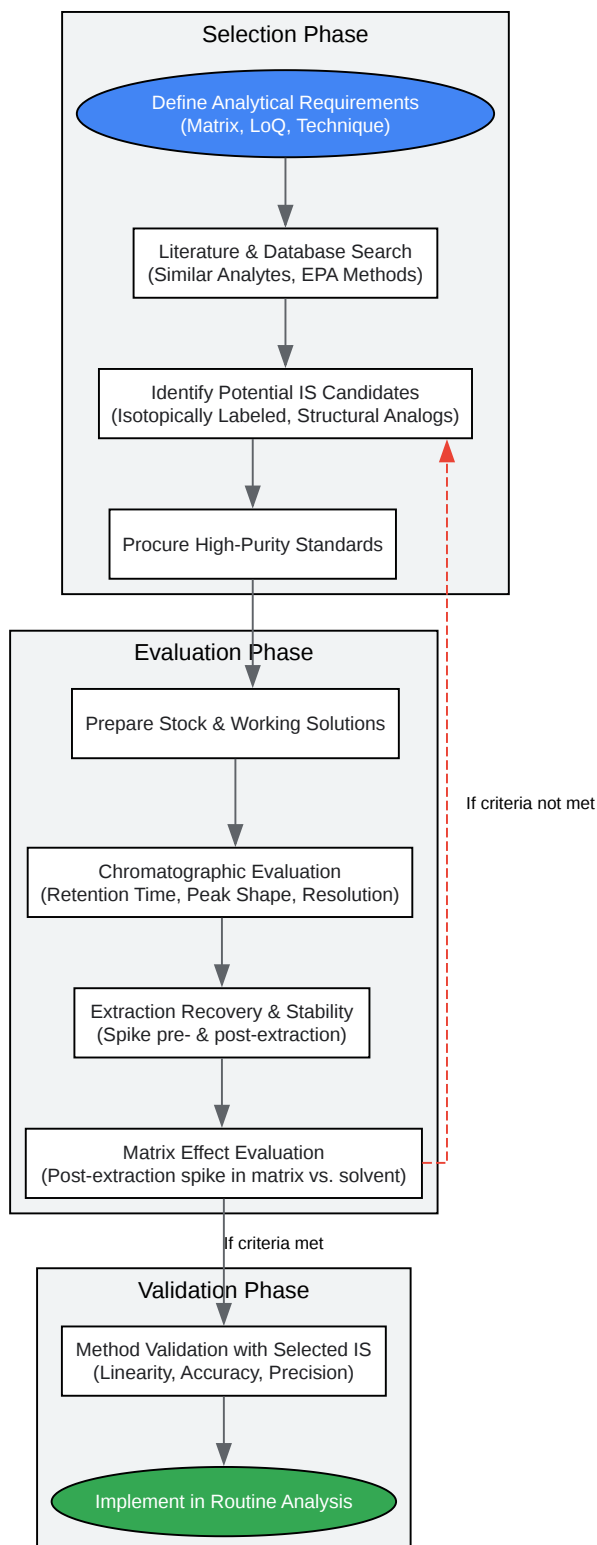 Selection Phase
Define Analytical Requirements
(Matrix, LoQ, Technique)
Literature & Database Search
(Similar Analytes, EPA Methods)
Identify Potential IS Candidates
(Isotopically Labeled, Structural Analogs)
Procure High-Purity Standards
Evaluation Phase
Prepare Stock & Working Solutions
If criteria not met
Chromatographic Evaluation
(Retention Time, Peak Shape, Resolution)
Extraction Recovery & Stability
(Spike pre- & post-extraction)
Matrix Effect Evaluation
(Post-extraction spike in matrix vs. solvent)
If criteria met
Validation Phase
Method Validation with Selected IS
(Linearity, Accuracy, Precision)
Implement in Routine Analysis